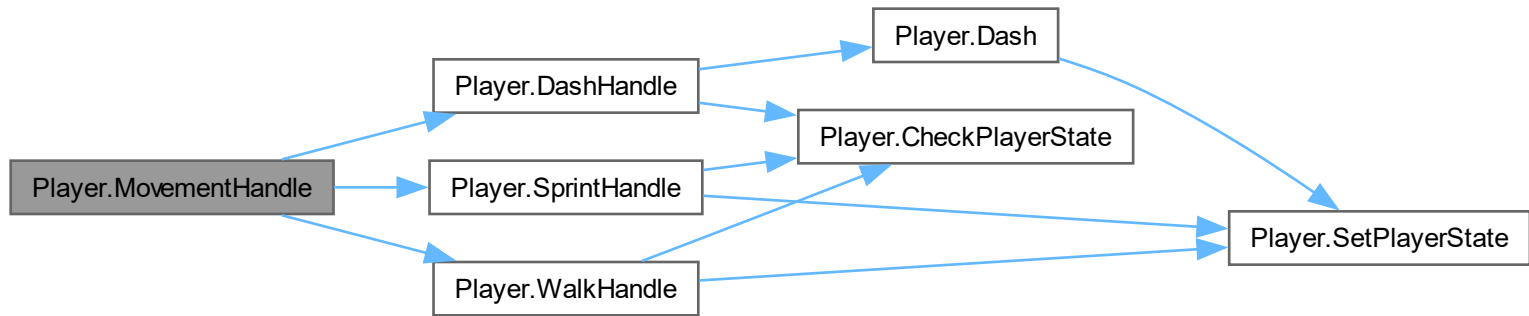 Player.MovementHandle
Player.DashHandle
Player.SprintHandle
Player.WalkHandle
Player.Dash
Player.CheckPlayerState
Player.SetPlayerState